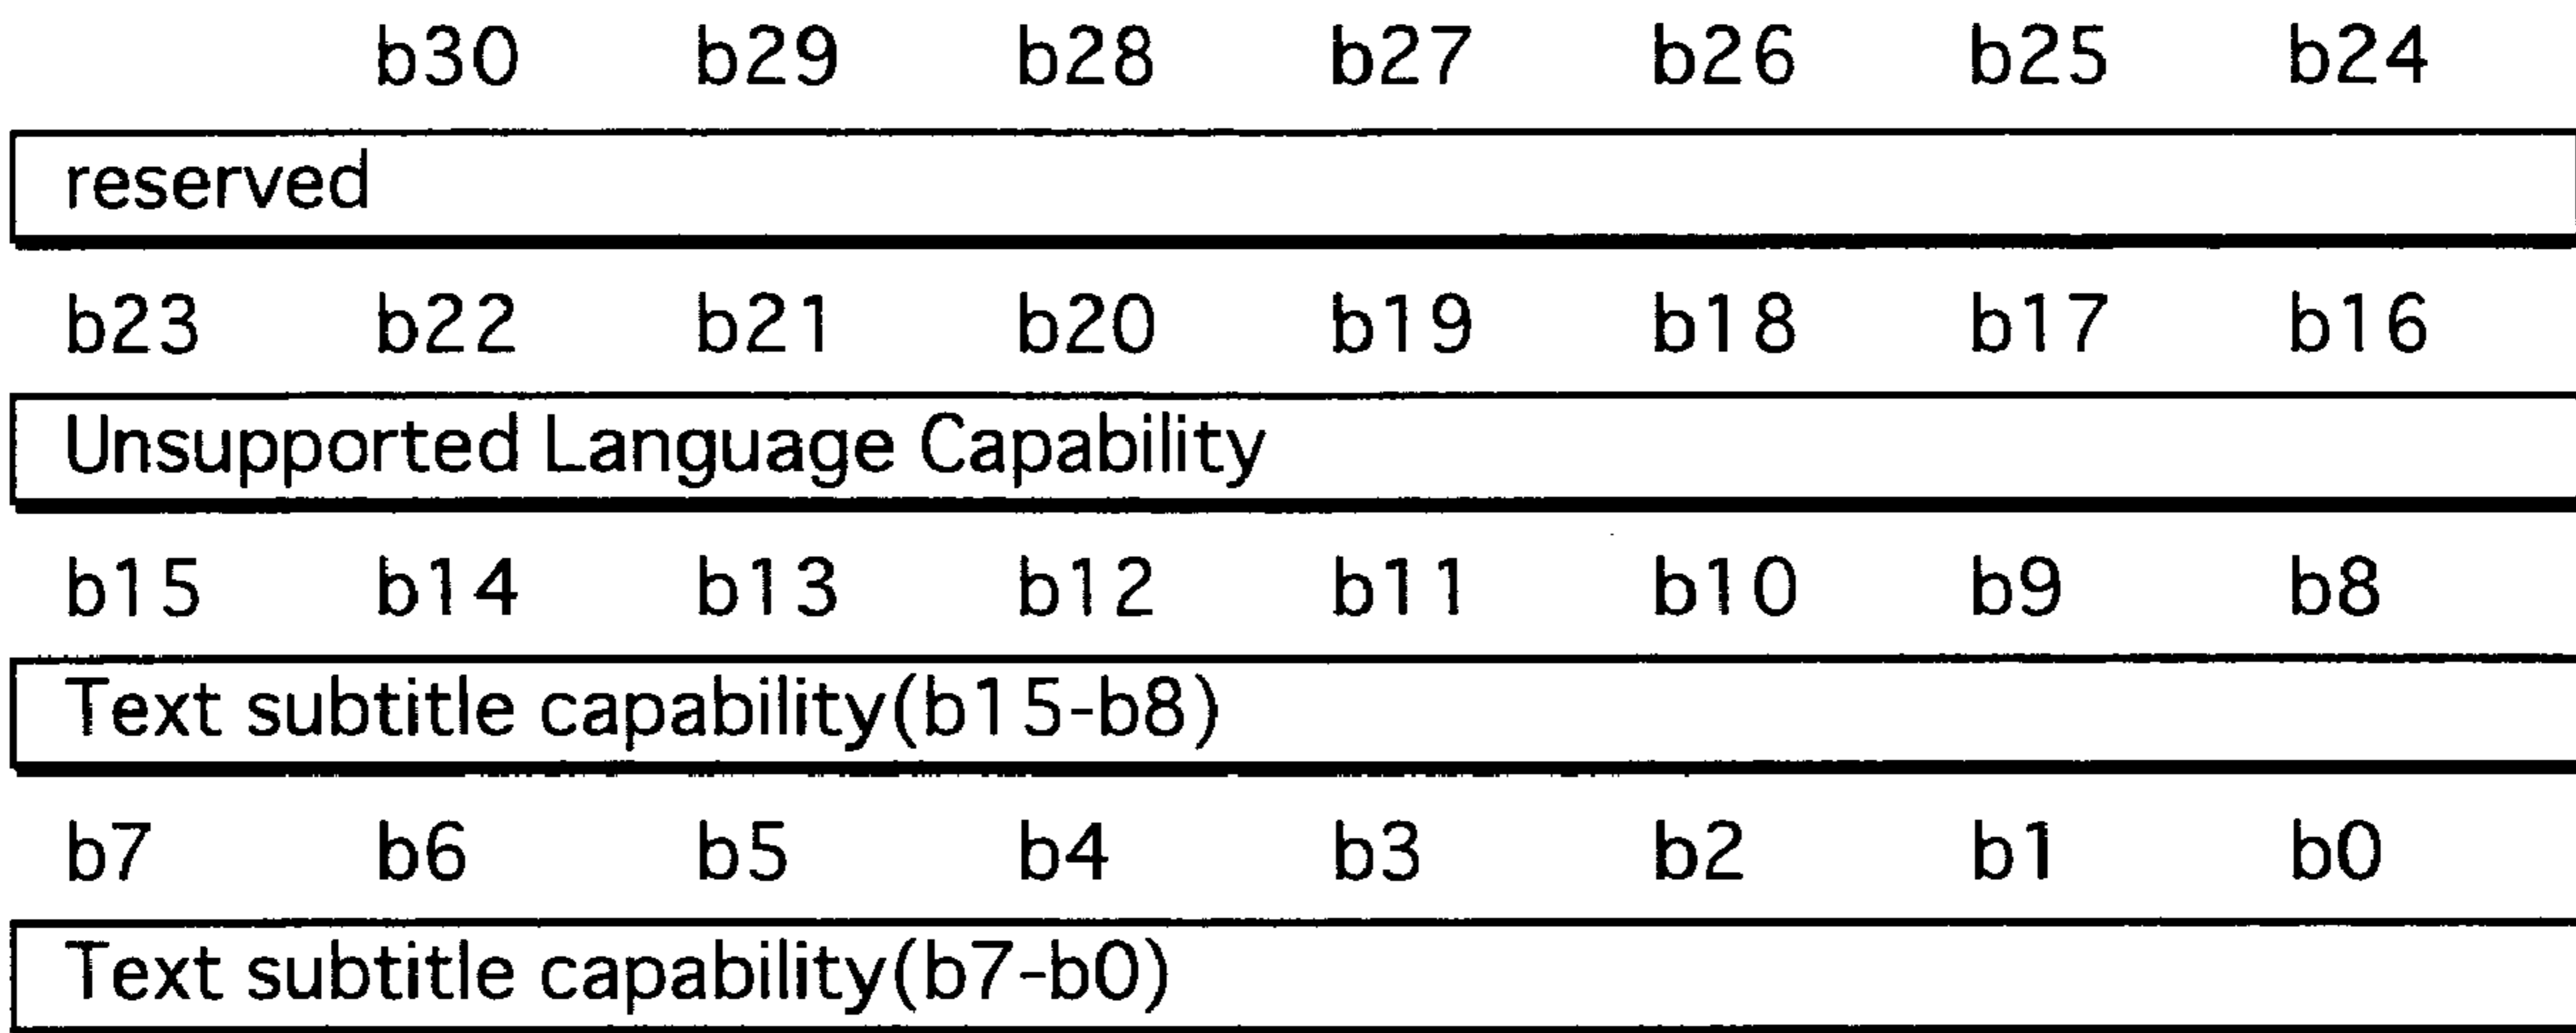 b30 b29 b28 b27 b26 b25 b24
reserved
b23 b22 b21 b20 b19 b18 b17 b16
Unsupported Language Capability
b15 b14 b13 b12 b11 b10 b9 b8
Text subtitle capability(b15-b8)
b7 b6 b5 b4 b3 b2 b1 b0
Text subtitle capability(b7-b0)